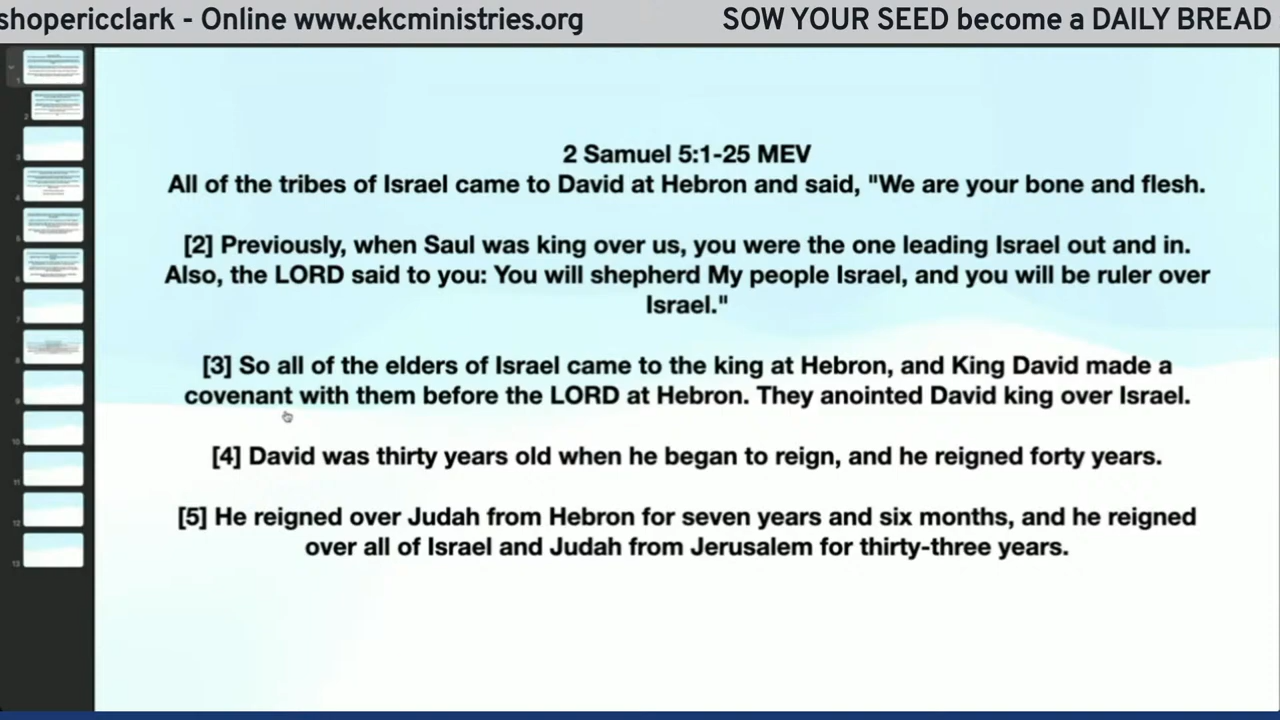 shopericclark - Online www.ekcministries.org SOW YOUR SEED become a DAILY BREAD
2 Samuel 5:1-25 MEV
All of the tribes of Israel came to David at Hebron and said, "We are your bone and flesh.
[2] Previously, when Saul was king over us, you were the one leading Israel out and in.
Also, the LORD said to you: You will shepherd My people Israel, and you will be ruler over
Israel."
[3] So all of the elders of Israel came to the king at Hebron, and King David made a
covenant with them before the LORD at Hebron. They anointed David king over Israel.
[4] David was thirty years old when he began to reign, and he reigned forty years.
[5] He reigned over Judah from Hebron for seven years and six months, and he reigned
over all of Israel and Judah from Jerusalem for thirty-three years.